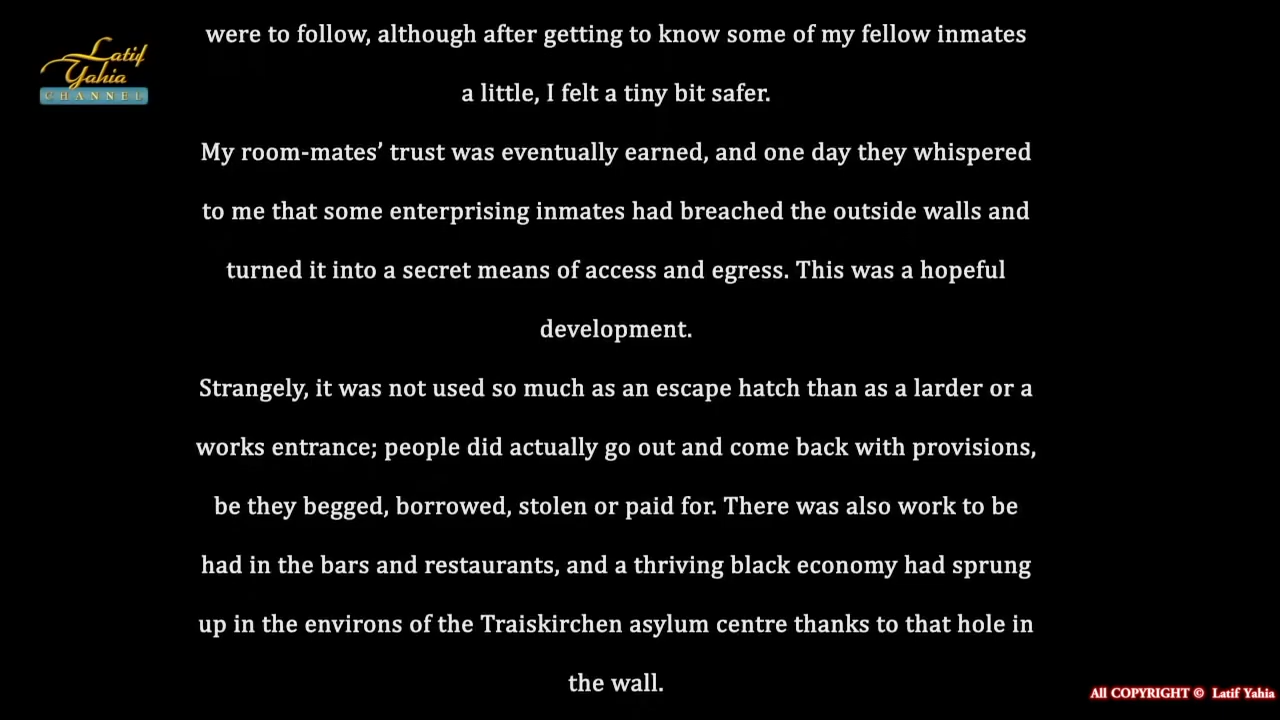 were to follow, although after getting to know some of my fellow inmates
Latif
Yahia
CHANNEL
a little, I felt a tiny bit safer.
My room-mates’ trust was eventually earned, and one day they whispered
to me that some enterprising inmates had breached the outside walls and
turned it into a secret means of access and egress. This was a hopeful
development.
Strangely, it was not used so much as an escape hatch than as a larder or a
works entrance; people did actually go out and come back with provisions,
be they begged, borrowed, stolen or paid for. There was also work to be
had in the bars and restaurants, and a thriving black economy had sprung
up in the environs of the Traiskirchen asylum centre thanks to that hole in
the wall.
All COPYRIGHT © Latif Yahia